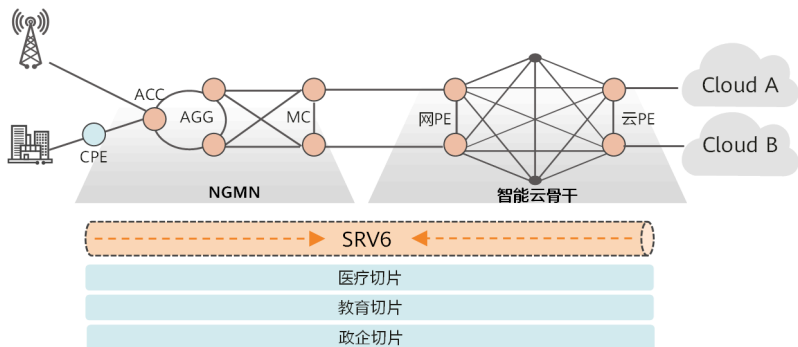 ACC
AGG
MC
CPE
NGMN
网PE
云PE
智能云骨干
Cloud A
Cloud B
SRV6
医疗切片
教育切片
政企切片